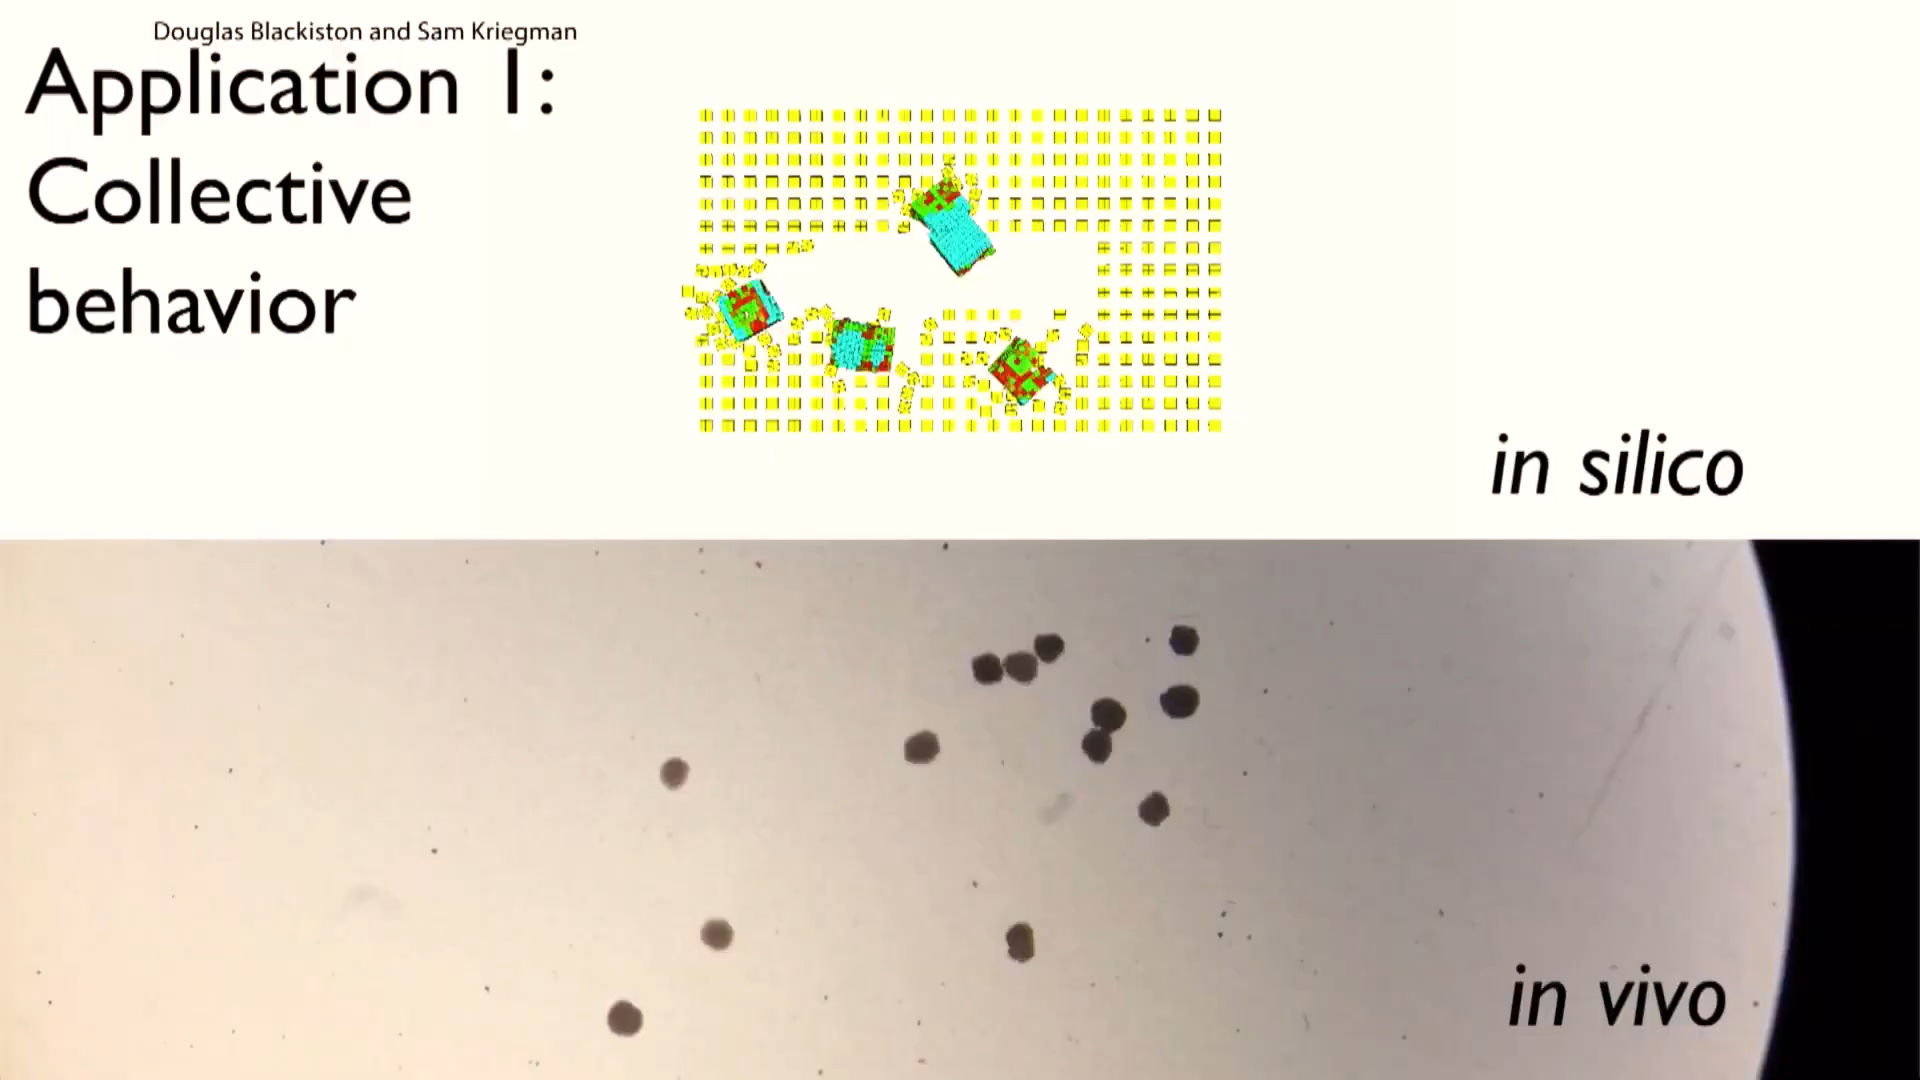 Douglas Blackiston and Sam Kriegman
Application 1:
Collective
behavior
in silico
in vivo